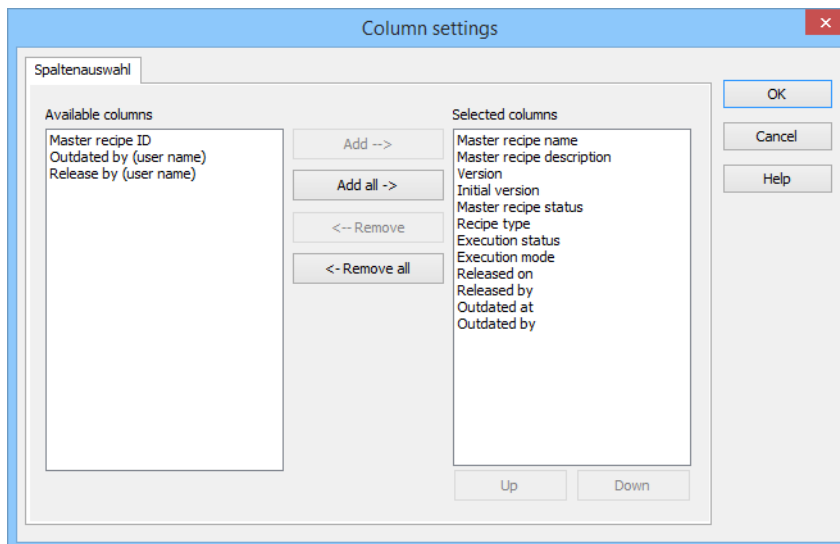 Column settings
Spaltenauswahl
Available columns
Master recipe ID
Outdated by (user name)
Release by (user name)
Add -->
Add all ->
<-- Remove
<- Remove all
Selected columns
Master recipe name
Master recipe description
Version
Initial version
Master recipe status
Recipe type
Execution status
Execution mode
Released on
Released by
Outdated at
Outdated by
Up
Down
OK
Cancel
Help